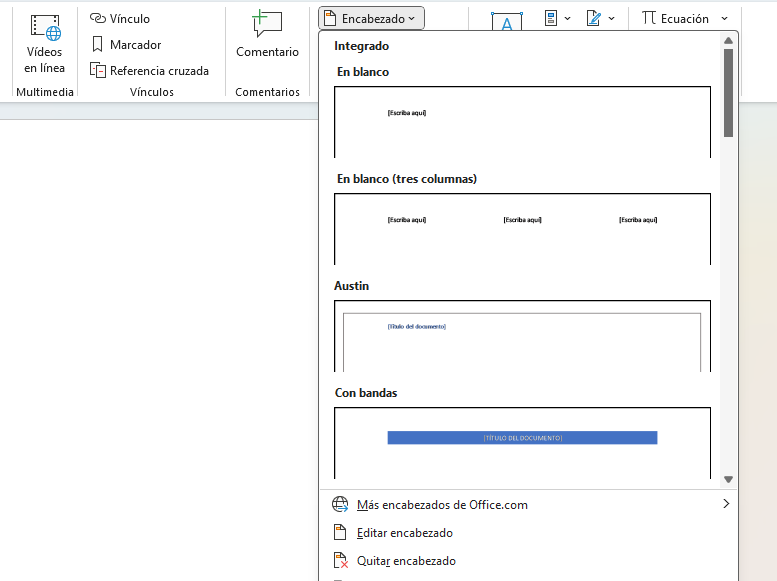 Vídeos
en línea
Multimedia
Vínculo
Marcador
Referencia cruzada
Vínculos
Comentario
Comentarios
Encabezado
A
Ecuación
Integrado
En blanco
[Escriba aquí]
En blanco (tres columnas)
[Escriba aquí] [Escriba aquí] [Escriba aquí]
Austin
[Título del documento]
Con bandas
[TÍTULO DEL DOCUMENTO]
Más encabezados de Office.com
Editar encabezado
Quitar encabezado